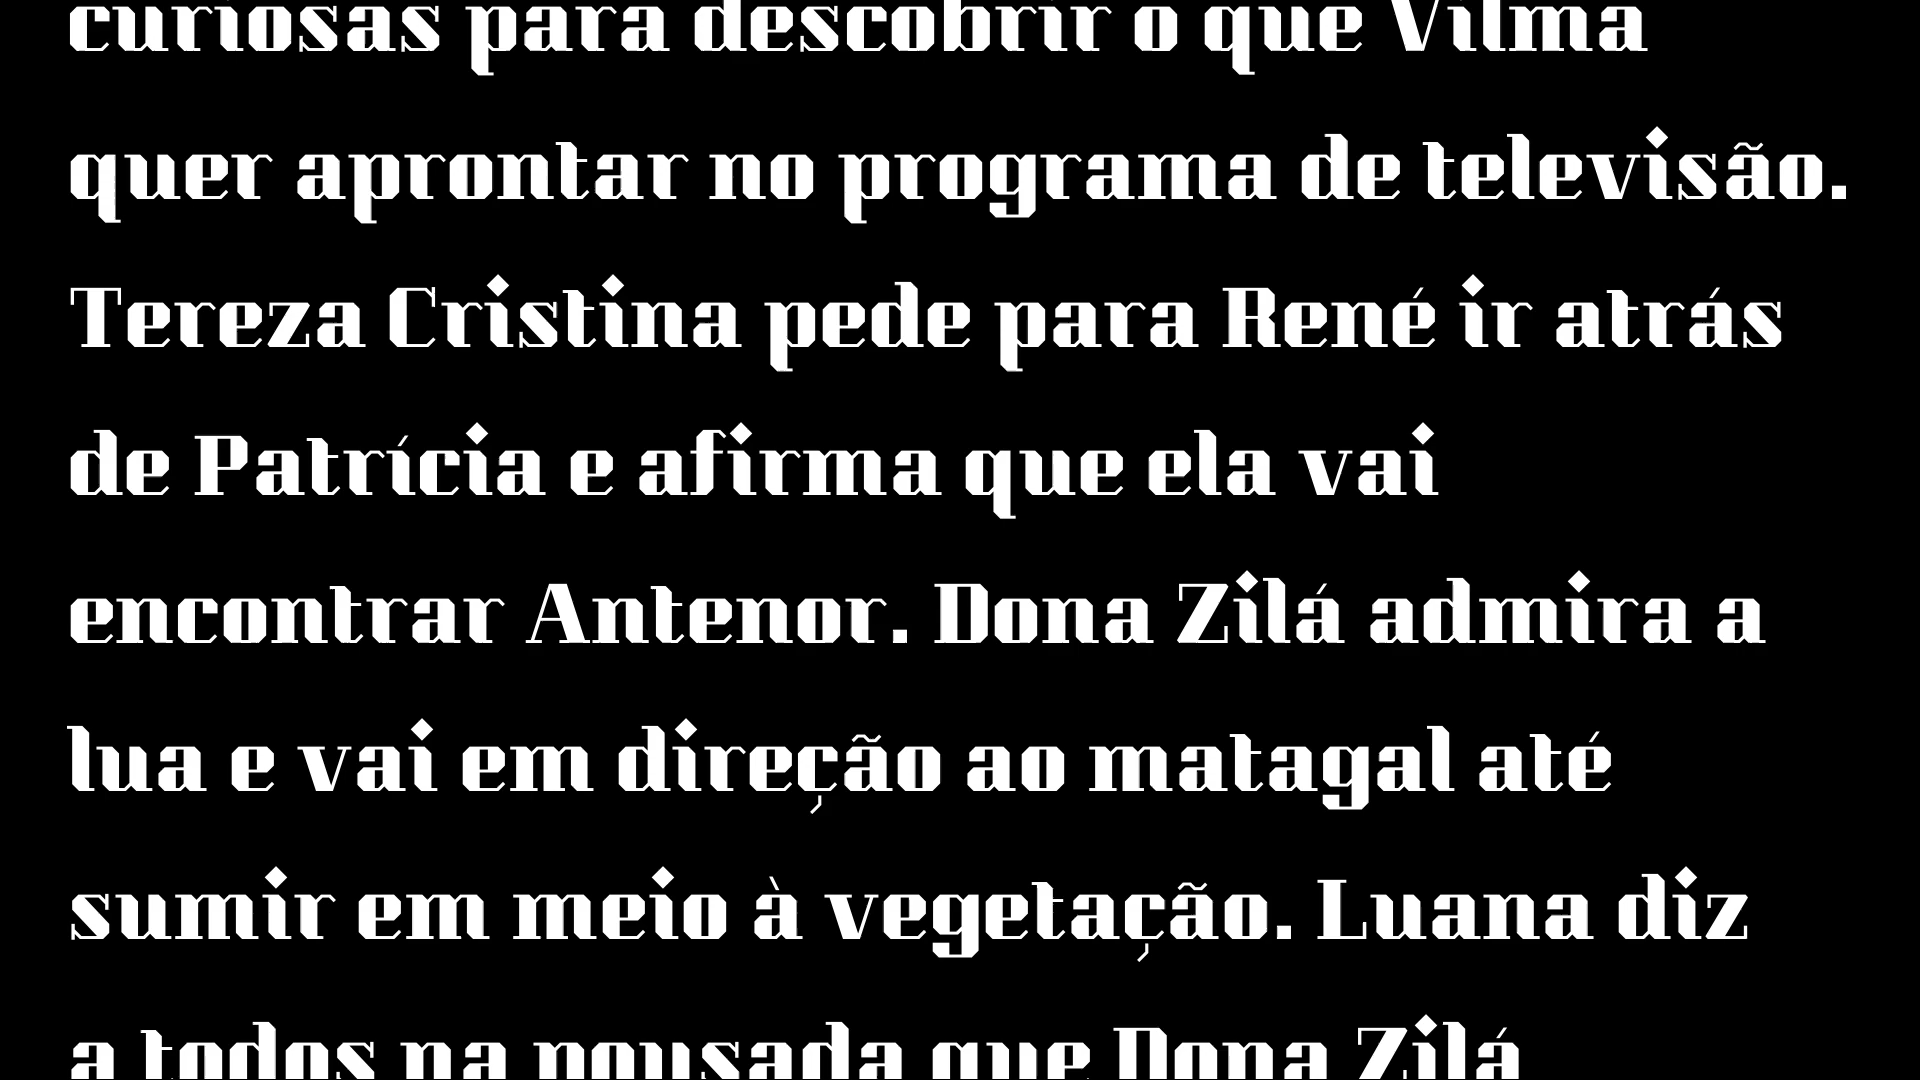 curiosas para descobrir o que Vilma
quer aprontar no programa de televisão.
Tereza Cristina pede para René ir atrás
de Patrícia e afirma que ela vai
encontrar Antenor. Dona Zilá admira a
lua e vai em direção ao matagal até
sumir em meio à vegetação. Luana diz
a todos na pousada que Dona Zilá